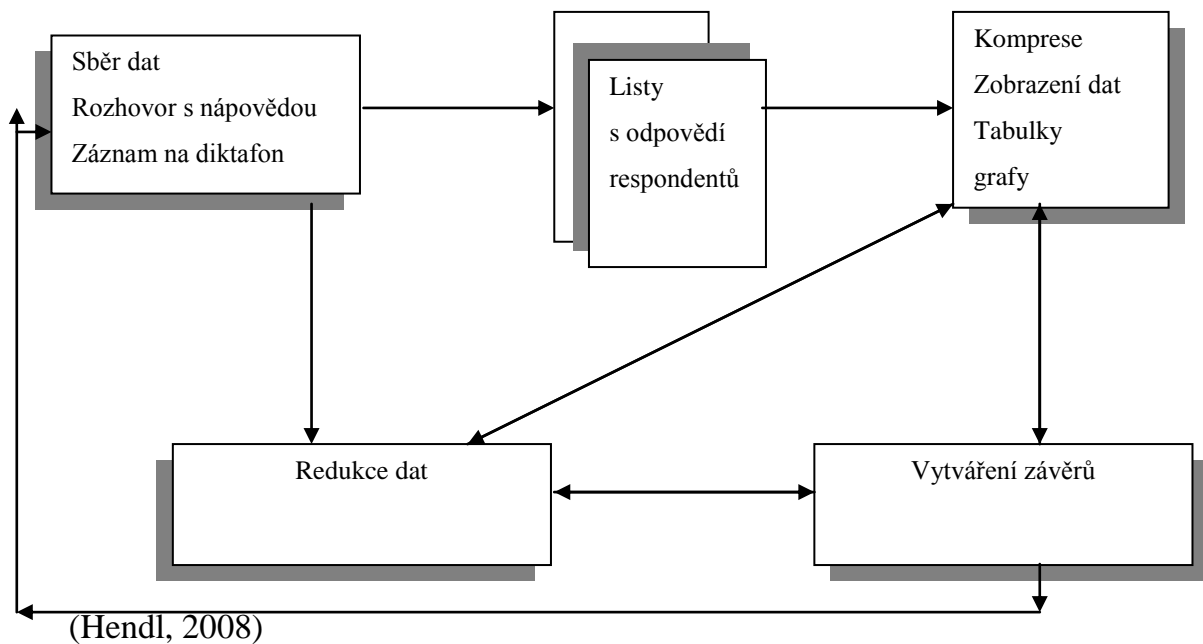 Sběr dat
Rozhovor s nápovědou
Záznam na diktafon
Listy
s odpovědí
respondentů
Komprese
Zobrazení dat
Tabulky
grafy
Redukce dat
Vytváření závěrů
(Hendl, 2008)